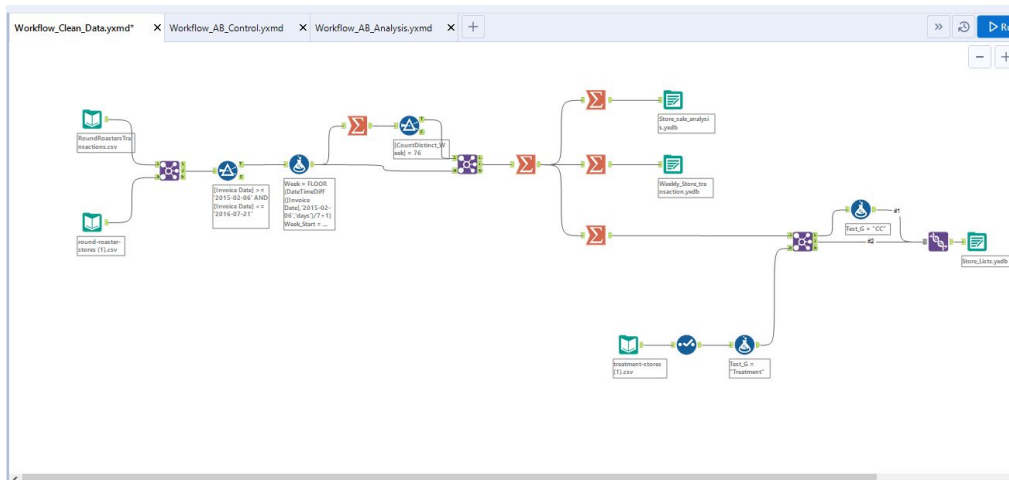 Workflow_Clean_Data.yxmd* X Workflow_AB_Control.yxmd X Workflow_AB_Analysis.yxmd X +
RoundRoastersTra
nsactions.csv
round-roaster-
stores (1).csv
[Invoice Date] >=
'2015-02-06' AND
[Invoice Date] <=
'2016-07-21'
Week = FLOOR
(DateTimeDiff
([Invoice
Date],'2015-02-
06','days')/7+1)
Week_Start = ...
[CountDistinct_W
eek] = 76
Store_sale_analysi
s.yxdb
Weekly_Store_tra
nsaction.yxdb
Test_G = "CC"
#1
#2
Store_Lists.yxdb
treatment-stores
(1).csv
Test_G =
"Treatment"